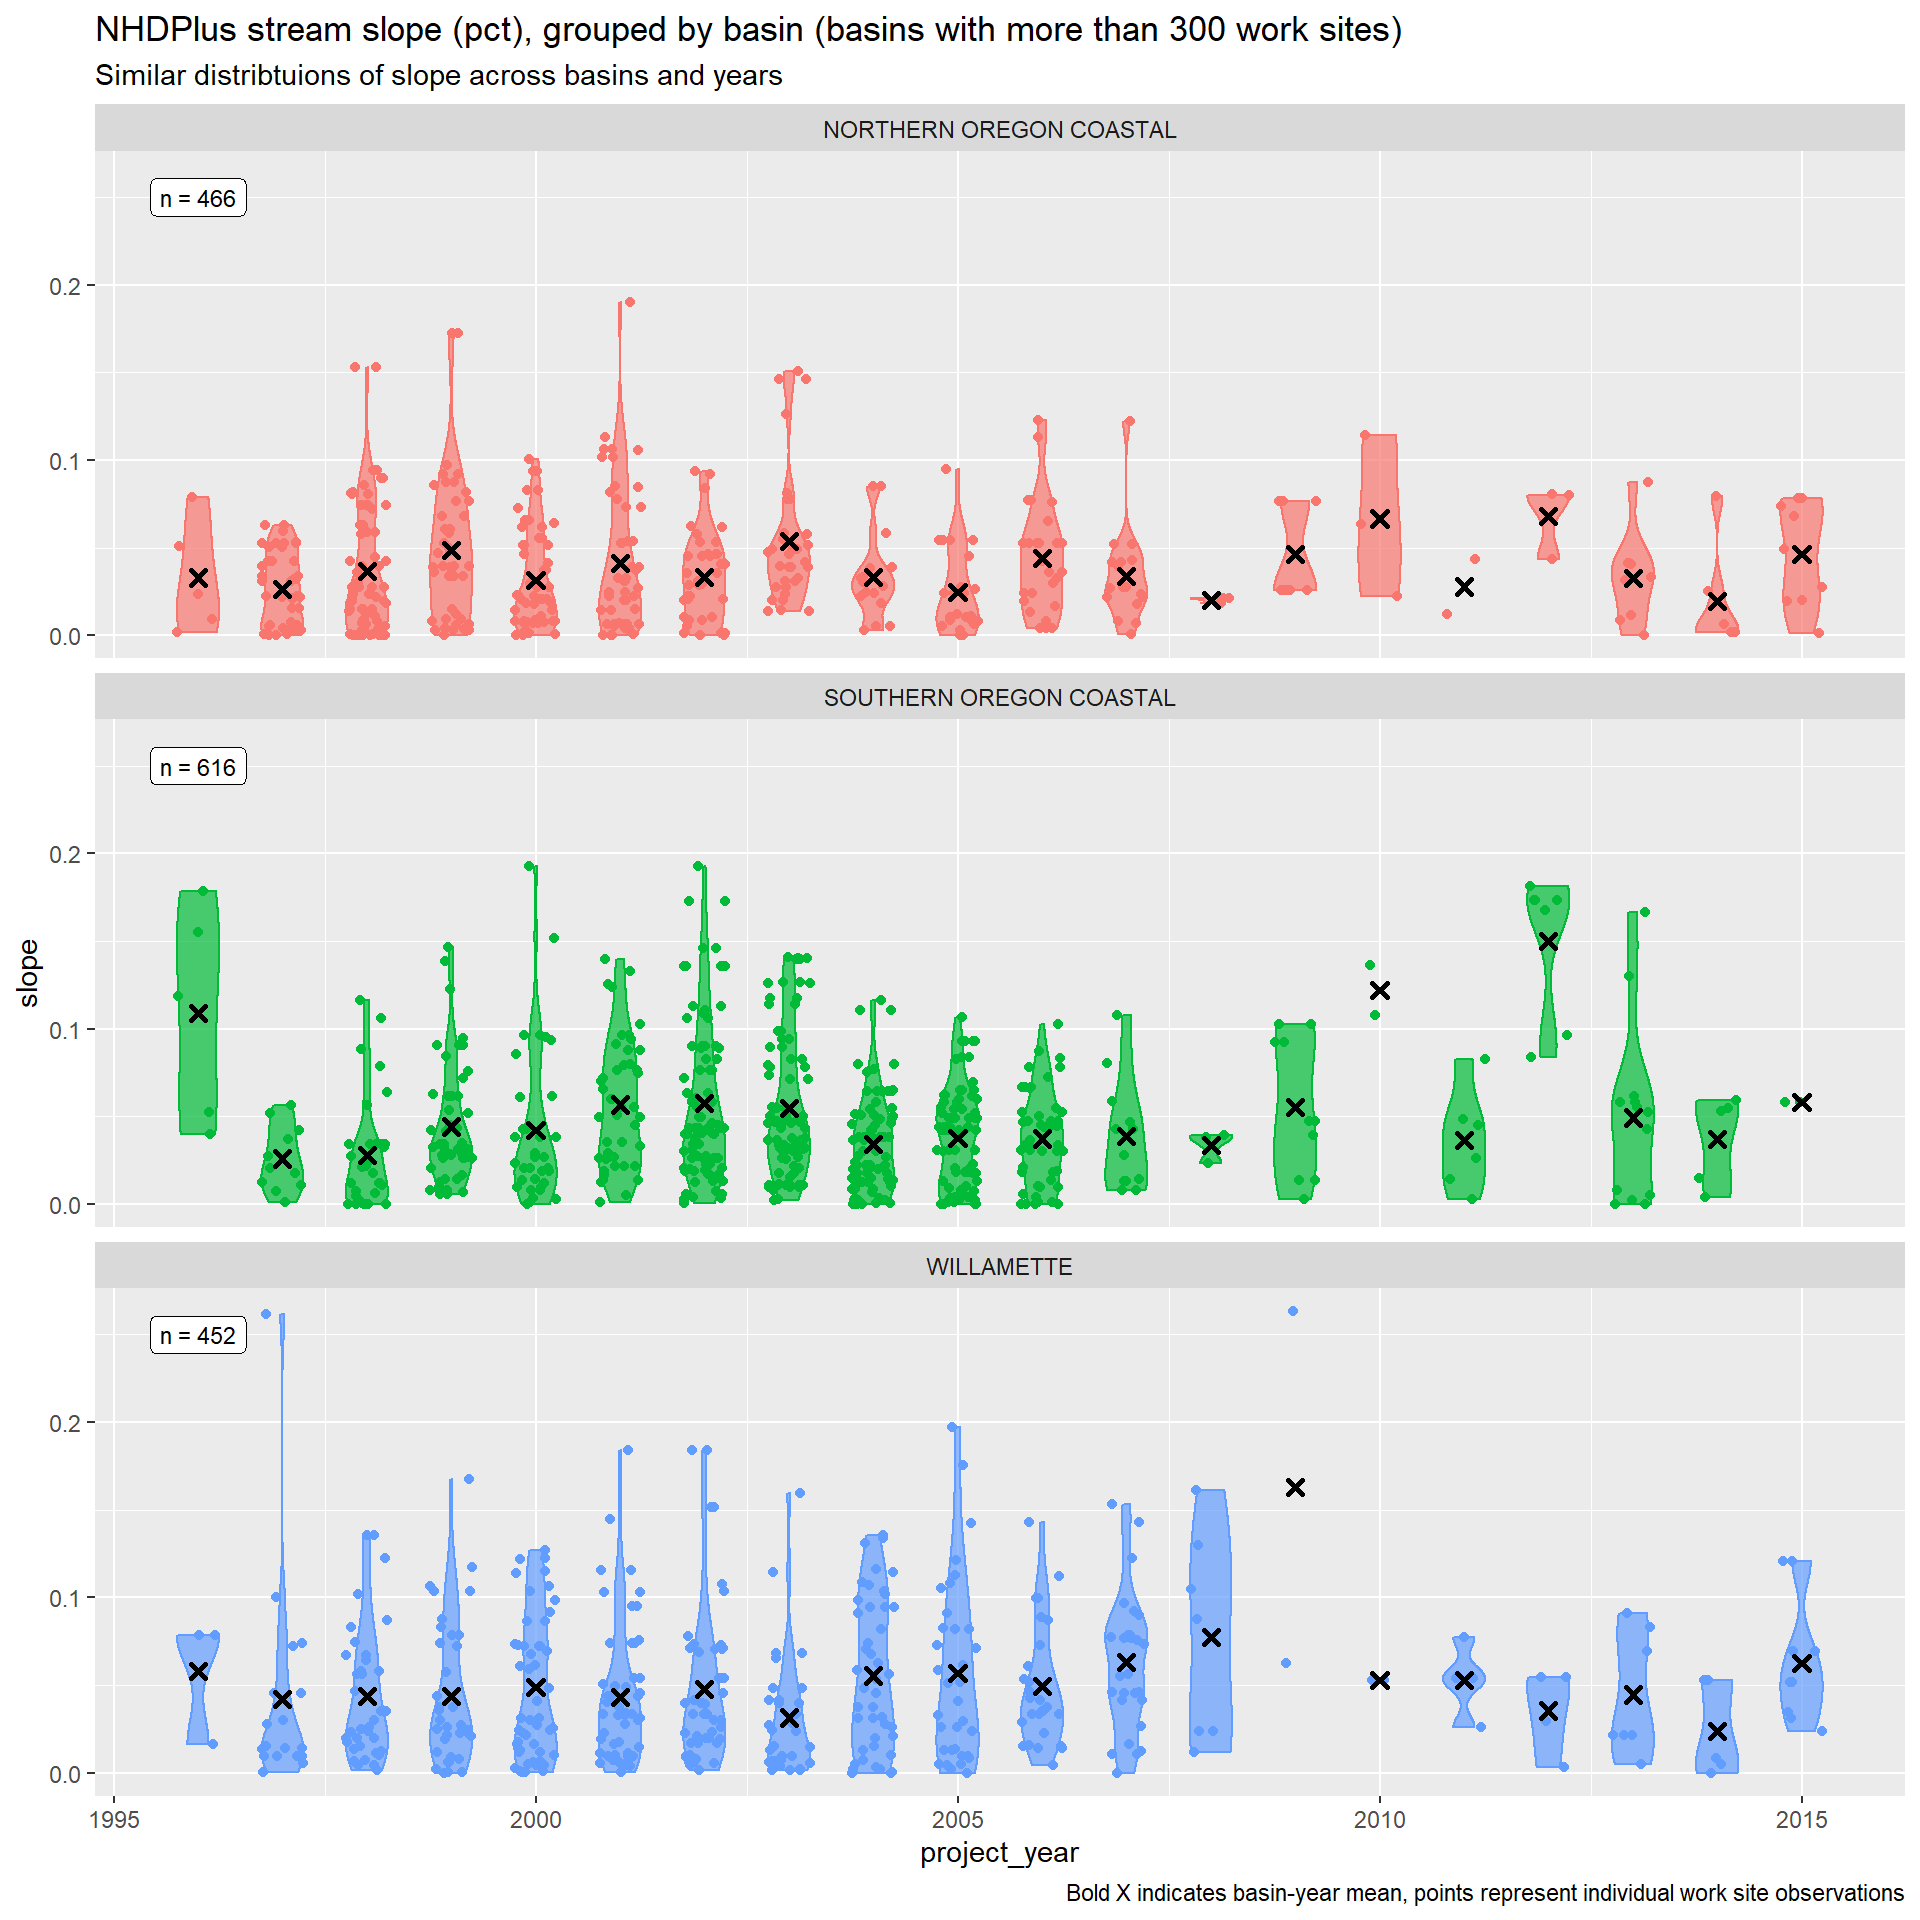 NHDPlus stream slope (pct), grouped by basin (basins with more than 300 work sites)
Similar distribtuions of slope across basins and years
NORTHERN OREGON COASTAL
n = 466
0.2
0.1
0.0
SOUTHERN OREGON COASTAL
n = 616
0.2
0.1
0.0
slope
WILLAMETTE
n = 452
0.2
0.1
0.0
1995 2000 2005 2010 2015
project_year
Bold X indicates basin-year mean, points represent individual work site observations